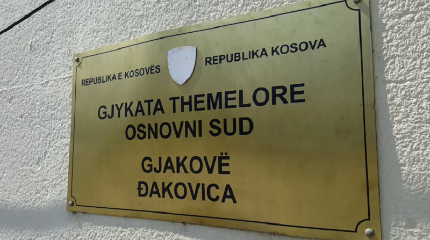 REPUBLIKA E KOSOVËS REPUBLIKA KOSOVA
GJYKATA THEMELORE
OSNOVNI SUD
GJAKOVË
ĐAKOVICA